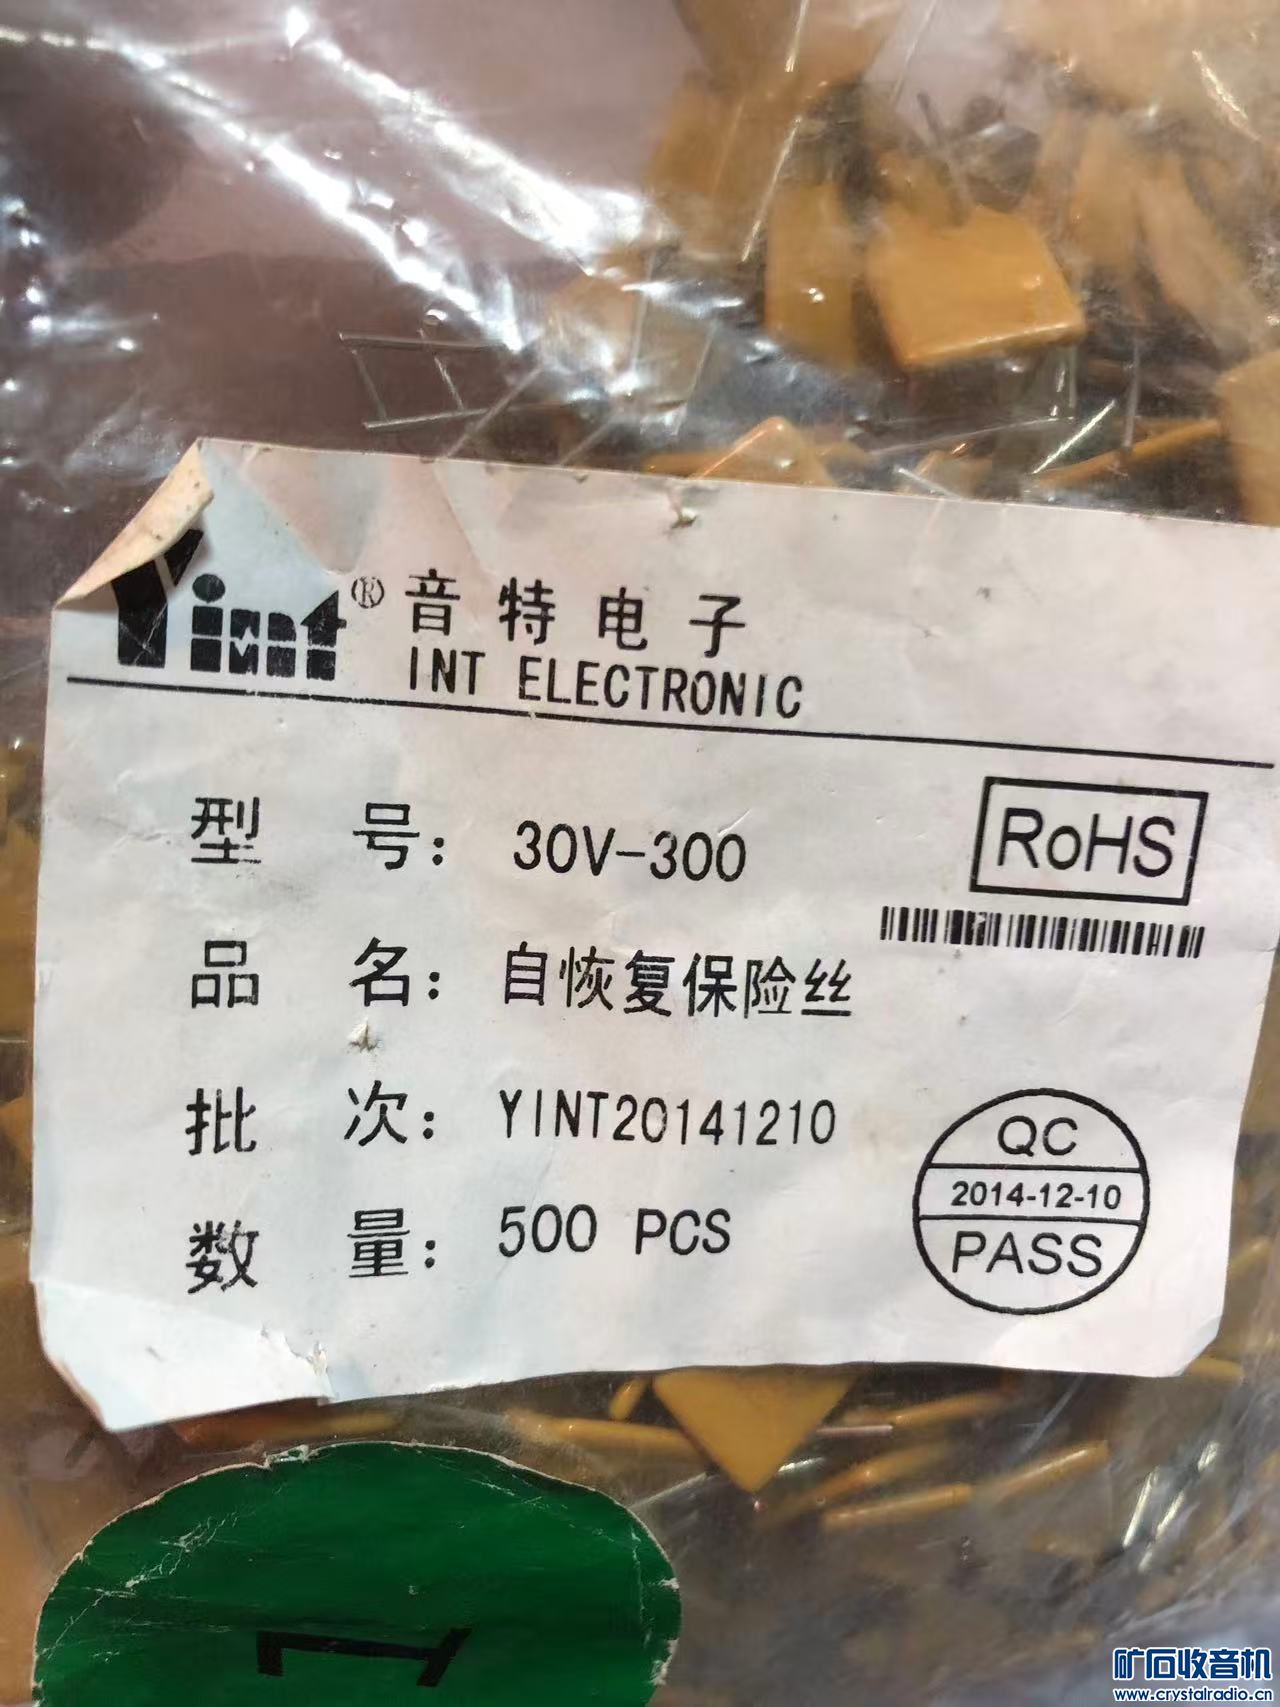 Yint® 音特电子
INT ELECTRONIC
型 号: 30V-300
RoHS
品 名: 自恢复保险丝
批 次: YINT20141210
QC
2014-12-10
PASS
数 量: 500 PCS
1
矿石收音机
www.crystalradio.cn